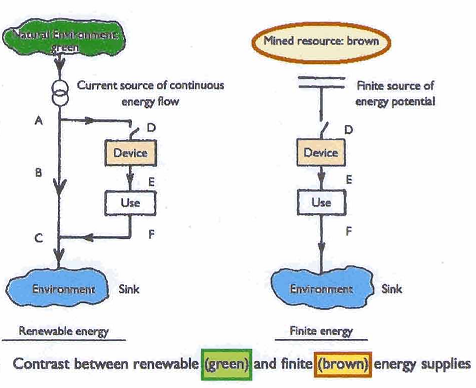 Natural Environment:
green
Mined resource: brown
Current source of continuous
energy flow
Finite source of
energy potential
A
D
D
Device
Device
B
E
E
Use
Use
C
F
F
Environment
Sink
Environment
Sink
Renewable energy
Finite energy
Contrast between renewable (green) and finite (brown) energy supplies